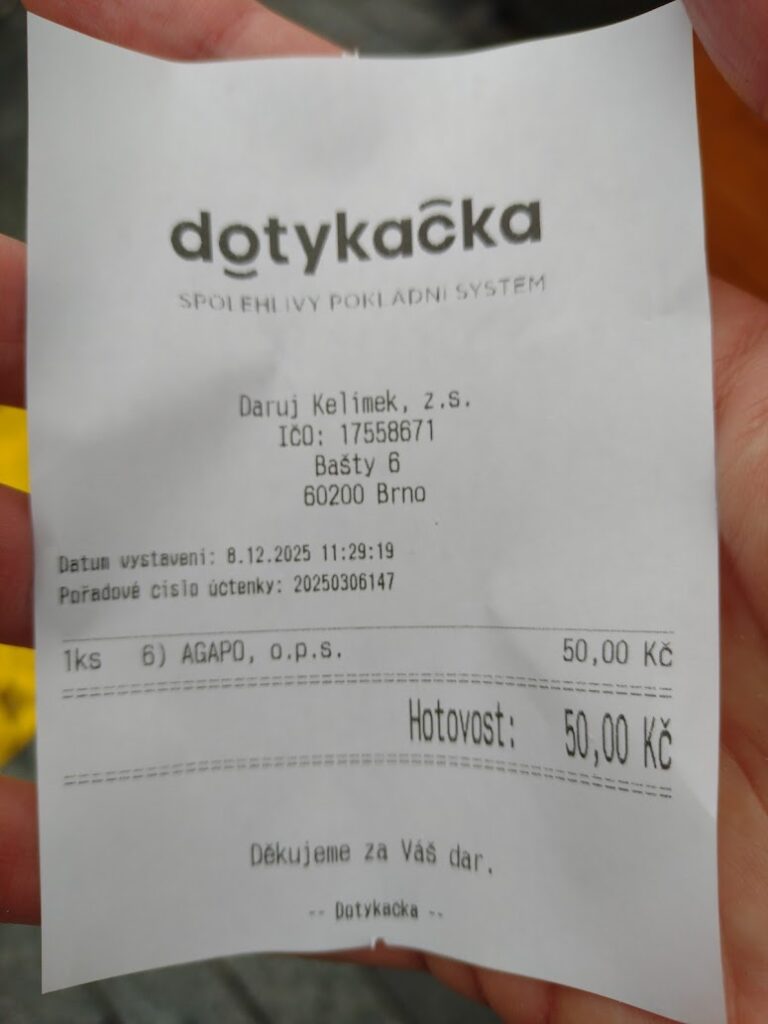 dotykačka
SPOLEHLIVÝ POKLADNÍ SYSTÉM
Daruj Kelímek, z.s.
IČO: 17558671
Bašty 6
60200 Brno
Datum vystavení: 8.12.2025 11:29:19
Pořadové číslo účtenky: 20250306147
1ks 6) AGAPO, o.p.s. 50,00 Kč
Hotovost: 50,00 Kč
Děkujeme za Váš dar.
-- Dotykačka --